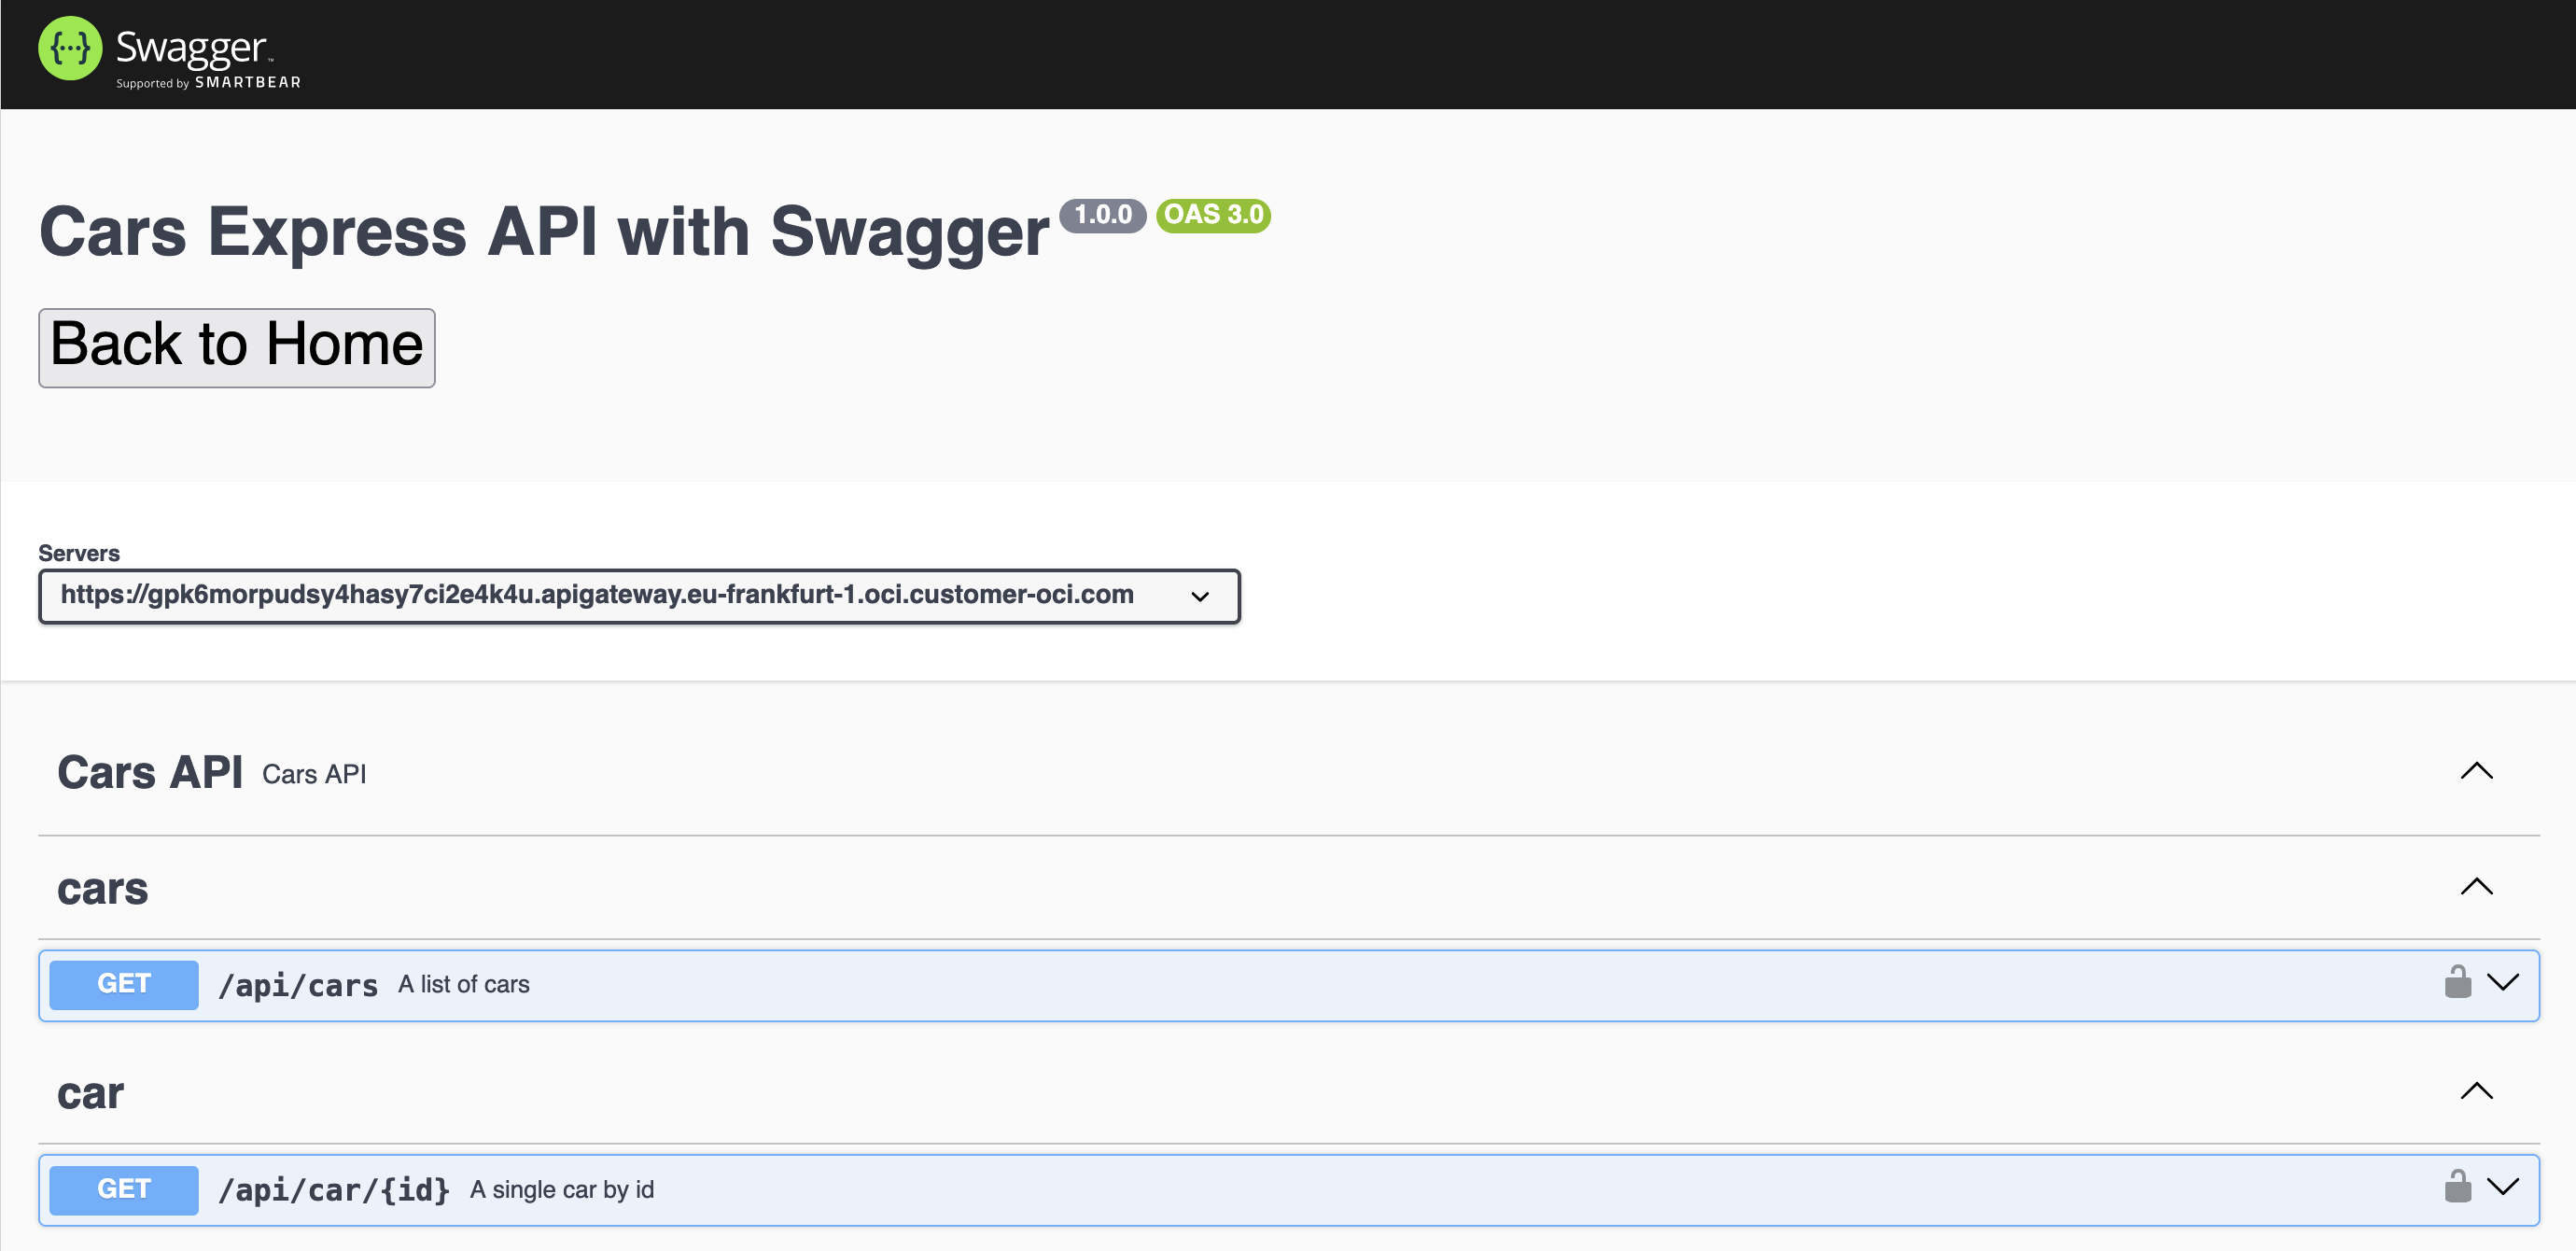 {···} Swagger™
Supported by SMARTBEAR
Cars Express API with Swagger 1.0.0 OAS 3.0
Back to Home
Servers
https://gpk6morpudsy4hasy7ci2e4k4u.apigateway.eu-frankfurt-1.oci.customer-oci.com
Cars API Cars API
cars
GET /api/cars A list of cars
car
GET /api/car/{id} A single car by id